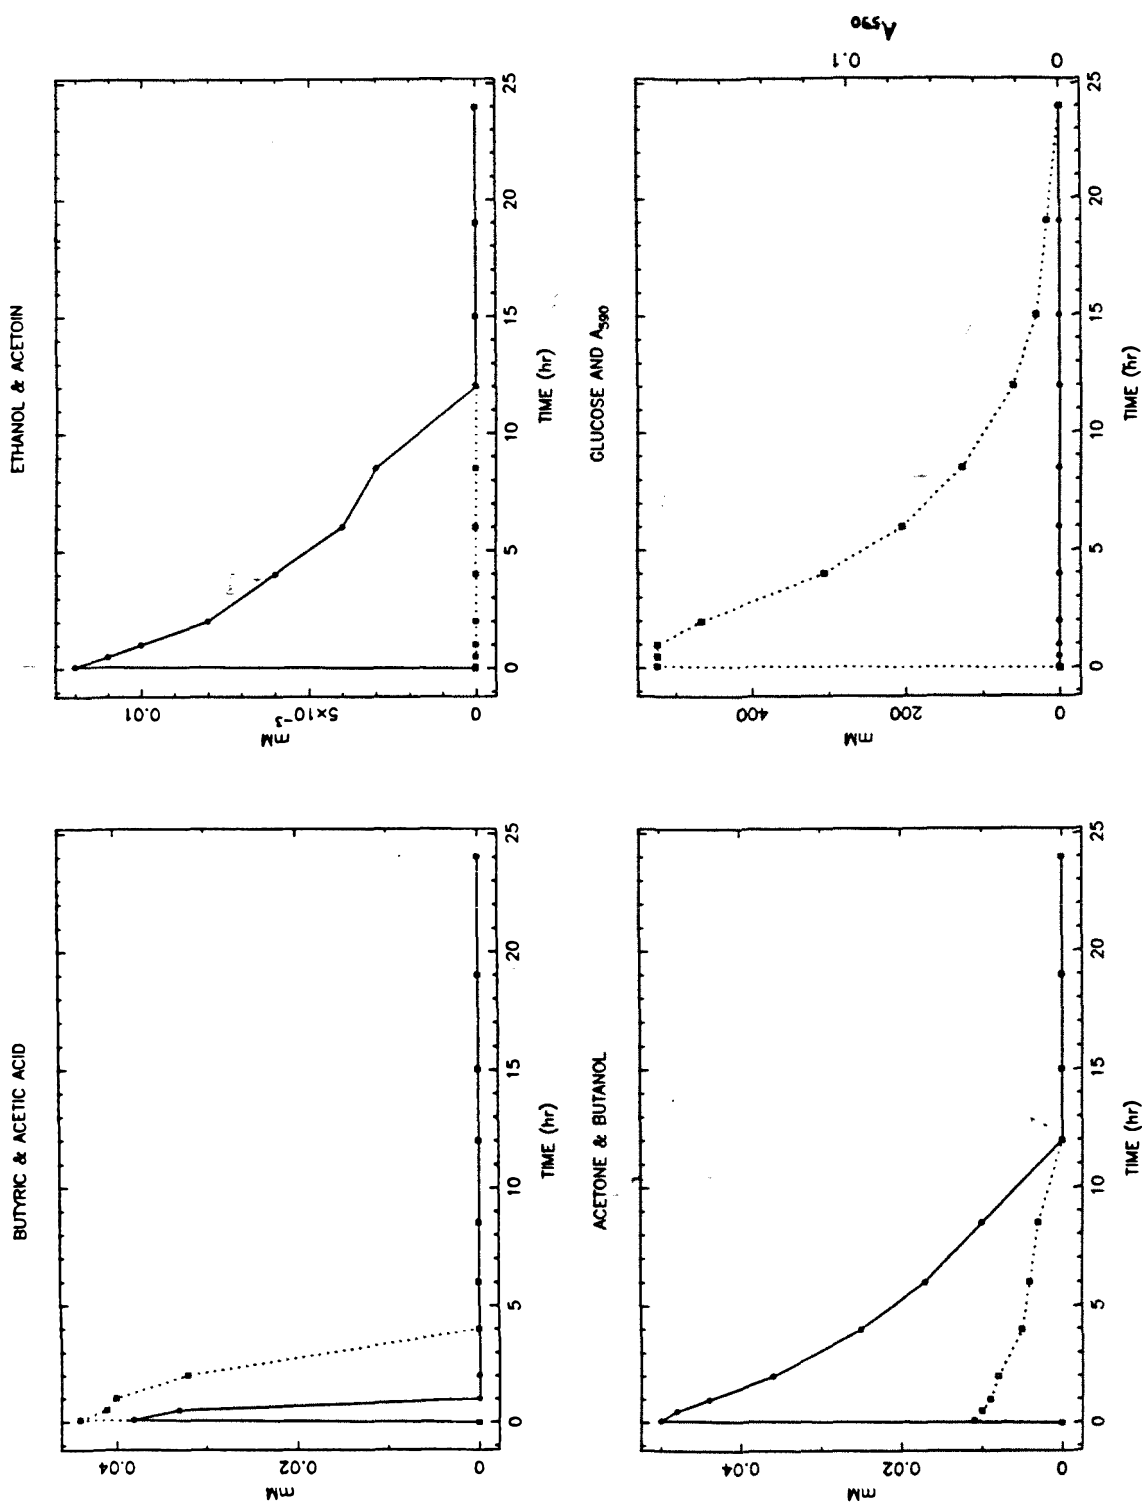 BUTYRIC & ACETIC ACID
mM
0.04
0.02
0
0
5
10
15
20
25
TIME (hr)
ETHANOL & ACETOIN
mM
0.01
5x10⁻³
0
0
5
10
15
20
25
TIME (hr)
ACETONE & BUTANOL
mM
0.04
0.02
0
0
5
10
15
20
25
TIME (hr)
GLUCOSE AND A₅₉₀
mM
400
200
0
0
5
10
15
20
25
TIME (hr)
A₅₉₀
0.1
0